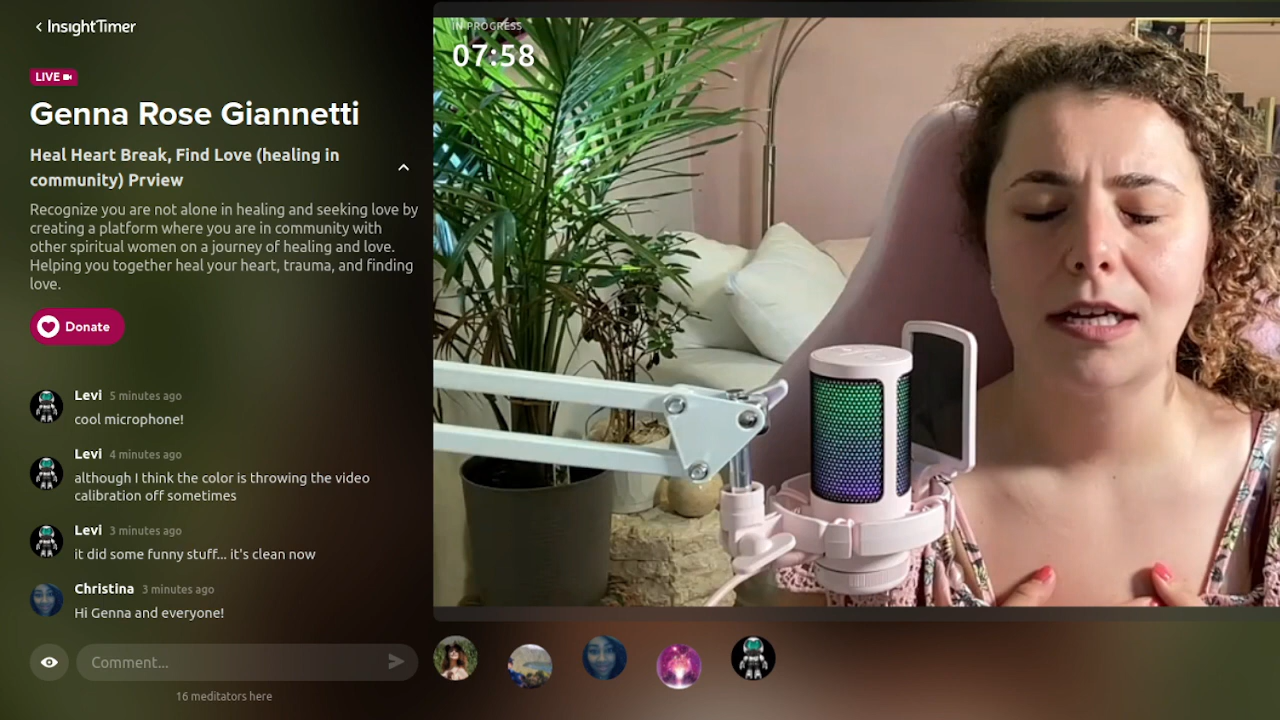 InsightTimer
LIVE
Genna Rose Giannetti
Heal Heart Break, Find Love (healing in
community) Prview
Recognize you are not alone in healing and seeking love by
creating a platform where you are in community with
other spiritual women on a journey of healing and love.
Helping you together heal your heart, trauma, and finding
love.
Donate
Levi 5 minutes ago
cool microphone!
Levi 4 minutes ago
although I think the color is throwing the video
calibration off sometimes
Levi 3 minutes ago
it did some funny stuff... it's clean now
Christina 3 minutes ago
Hi Genna and everyone!
Comment...
16 meditators here
IN PROGRESS
07:58